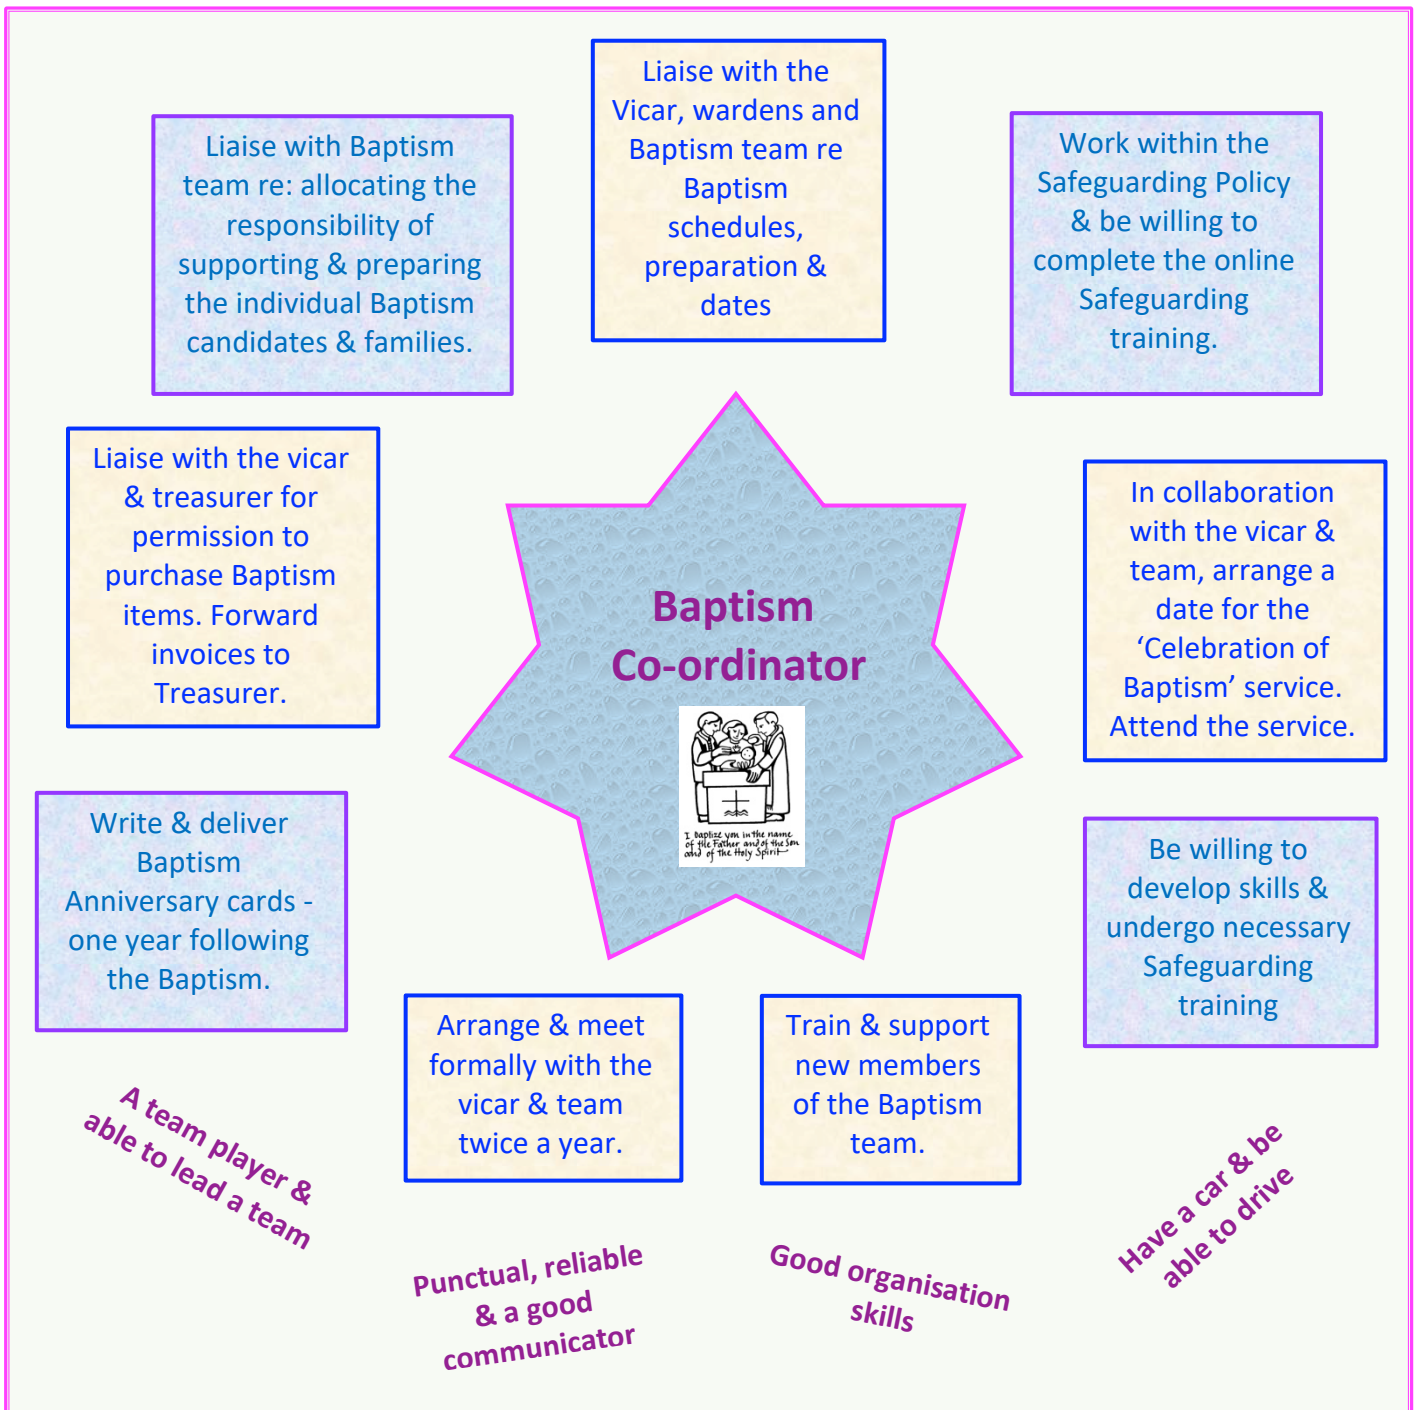 Liaise with the
Vicar, wardens and
Baptism team re
Baptism
schedules,
preparation &
dates
Liaise with Baptism
team re: allocating the
responsibility of
supporting & preparing
the individual Baptism
candidates & families.
Work within the
Safeguarding Policy
& be willing to
complete the online
Safeguarding
training.
Liaise with the vicar
& treasurer for
permission to
purchase Baptism
items. Forward
invoices to
Treasurer.
In collaboration
with the vicar &
team, arrange a
date for the
‘Celebration of
Baptism’ service.
Attend the service.
Baptism
Co-ordinator
I baptize you in the name
of the Father and of the Son
and of the Holy Spirit
Write & deliver
Baptism
Anniversary cards -
one year following
the Baptism.
Be willing to
develop skills &
undergo necessary
Safeguarding
training
Arrange & meet
formally with the
vicar & team
twice a year.
Train & support
new members
of the Baptism
team.
A team player &
able to lead a team
Punctual, reliable
& a good
communicator
Good organisation
skills
Have a car & be
able to drive